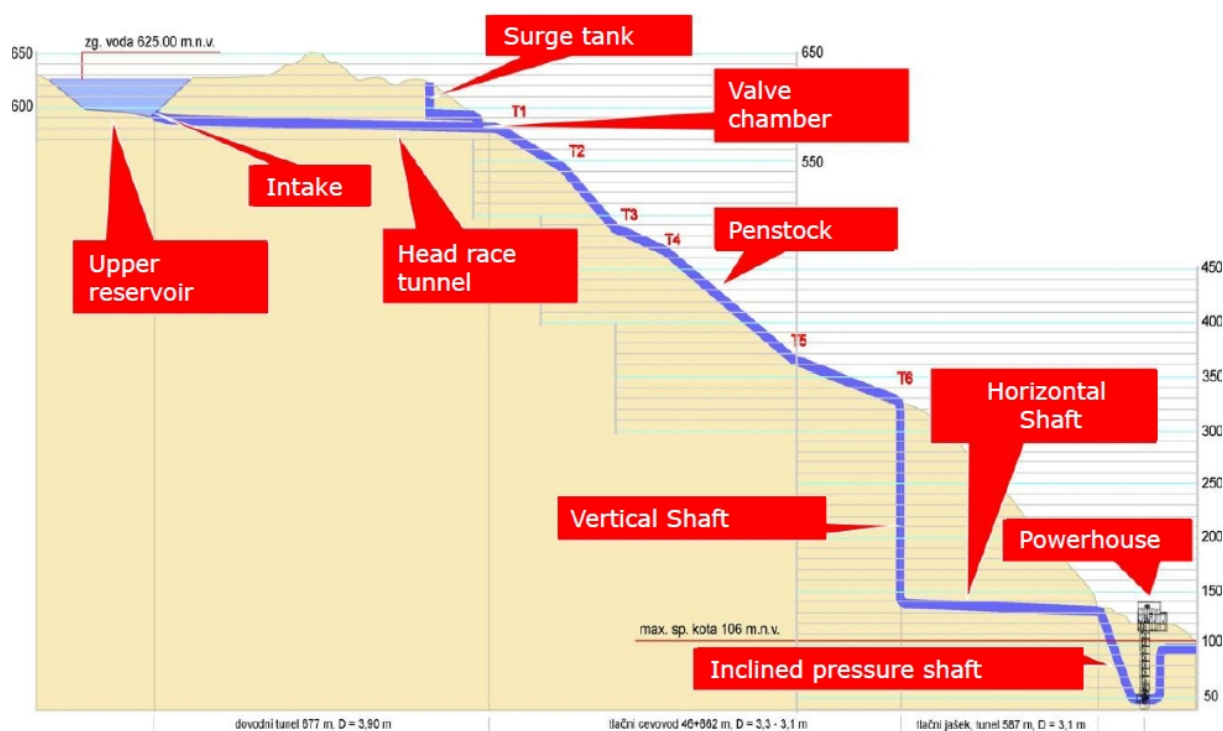 zg. voda 625.00 m.n.v.
650
600
Surge tank
650
T1
Valve
chamber
550
T2
Intake
T3
T4
Penstock
Upper
reservoir
Head race
tunnel
450
400
T5
350
T6
Horizontal
Shaft
300
250
Vertical Shaft
200
Powerhouse
150
max. sp. kota 106 m.n.v.
100
Inclined pressure shaft
50
dovodni tunel 677 m, D = 3,90 m
tlačni cevovod 46+862 m, D = 3,3 - 3,1 m
tlačni jašek, tunel 587 m, D = 3,1 m